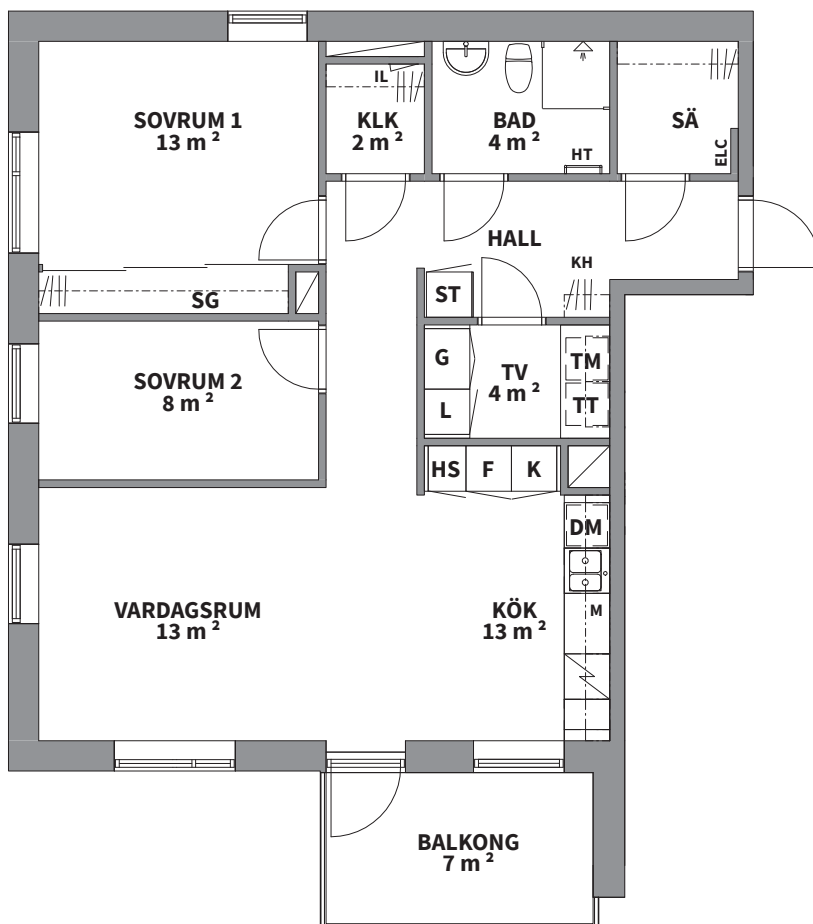 IL
SOVRUM 1
13 m²
KLK
2 m²
BAD
4 m²
SÄ
HT
ELC
HALL
KH
SG
ST
G
TV
4 m²
TM
SOVRUM 2
8 m²
L
TT
HS
F
K
DM
VARDAGSRUM
13 m²
KÖK
13 m²
M
BALKONG
7 m²